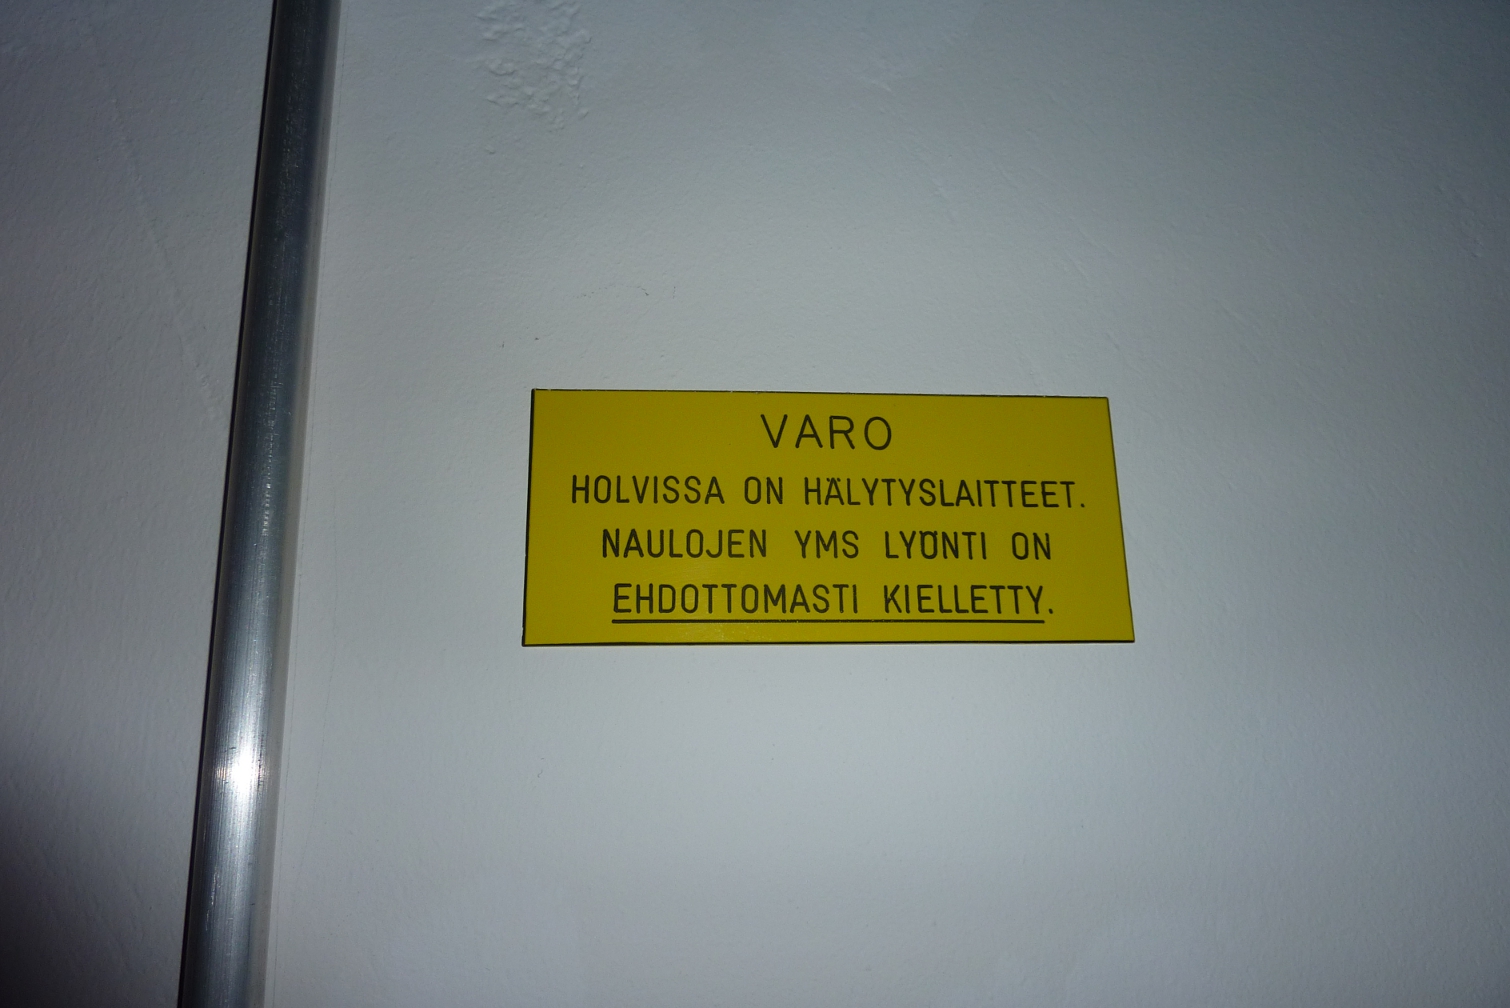 VARO
HOLVISSA ON HÄLYTYSLAITTEET.
NAULOJEN YMS LYÖNTI ON
EHDOTTOMASTI KIELLETTY.